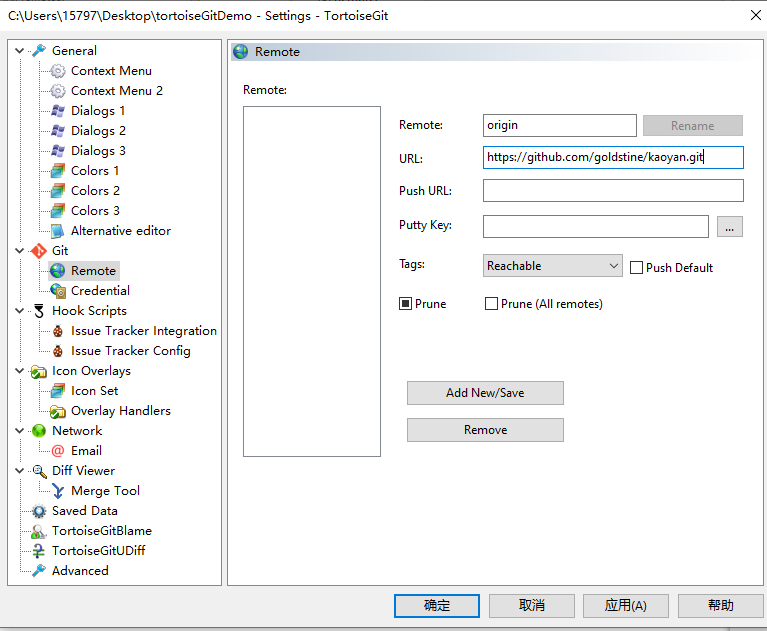 C:\Users\15797\Desktop\tortoiseGitDemo - Settings - TortoiseGit
General
Context Menu
Context Menu 2
Dialogs 1
Dialogs 2
Dialogs 3
Colors 1
Colors 2
Colors 3
Alternative editor
Git
Remote
Credential
Hook Scripts
Issue Tracker Integration
Issue Tracker Config
Icon Overlays
Icon Set
Overlay Handlers
Network
Email
Diff Viewer
Merge Tool
Saved Data
TortoiseGitBlame
TortoiseGitUDiff
Advanced
Remote
Remote:
Remote: origin Rename
URL: https://github.com/goldstine/kaoyan.git
Push URL:
Putty Key: ...
Tags: Reachable Push Default
Prune Prune (All remotes)
Add New/Save
Remove
确定 取消 应用(A) 帮助